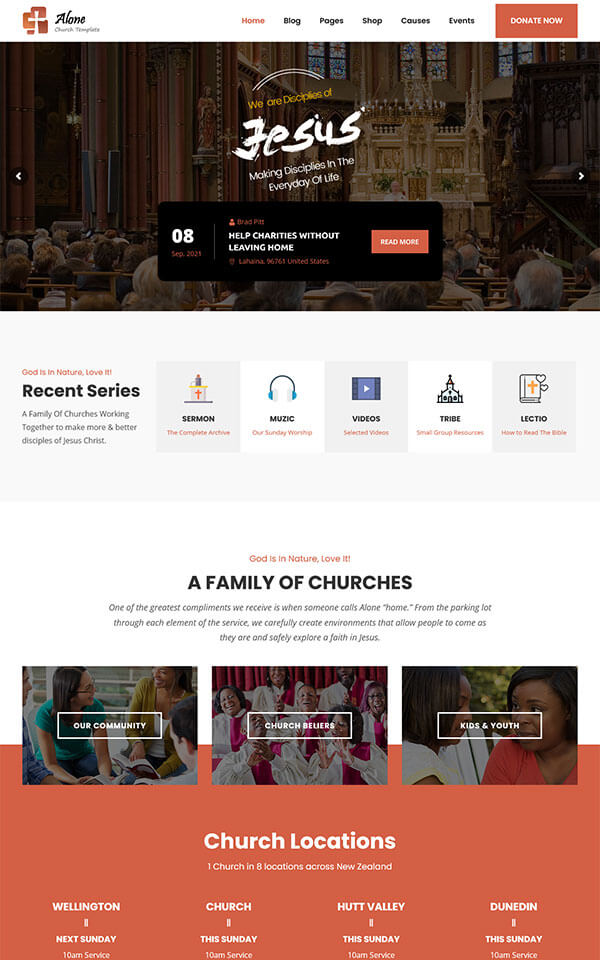 Alone
Church Template
Home Blog Pages Shop Causes Events DONATE NOW
We are Disciples of
Jesus
Making Disciplies In The
Everyday Of Life
08
Sep, 2021
Brad Pitt
HELP CHARITIES WITHOUT
LEAVING HOME
Lahaina, 96761 United States
READ MORE
God Is In Nature, Love It!
Recent Series
A Family Of Churches Working
Together to make more & better
disciples of Jesus Christ.
SERMON
The Complete Archive
MUZIC
Our Sunday Worship
VIDEOS
Selected Videos
TRIBE
Small Group Resources
LECTIO
How to Read The Bible
God Is In Nature, Love It!
A FAMILY OF CHURCHES
One of the greatest compliments we receive is when someone calls Alone “home.” From the parking lot
through each element of the service, we carefully create environments that allow people to come as
they are and safely explore a faith in Jesus.
OUR COMMUNITY
CHURCH BELIERS
KIDS & YOUTH
Church Locations
1 Church in 8 locations across New Zealand
WELLINGTON
NEXT SUNDAY
10am Service
CHURCH
THIS SUNDAY
10am Service
HUTT VALLEY
THIS SUNDAY
10am Service
DUNEDIN
THIS SUNDAY
10am Service